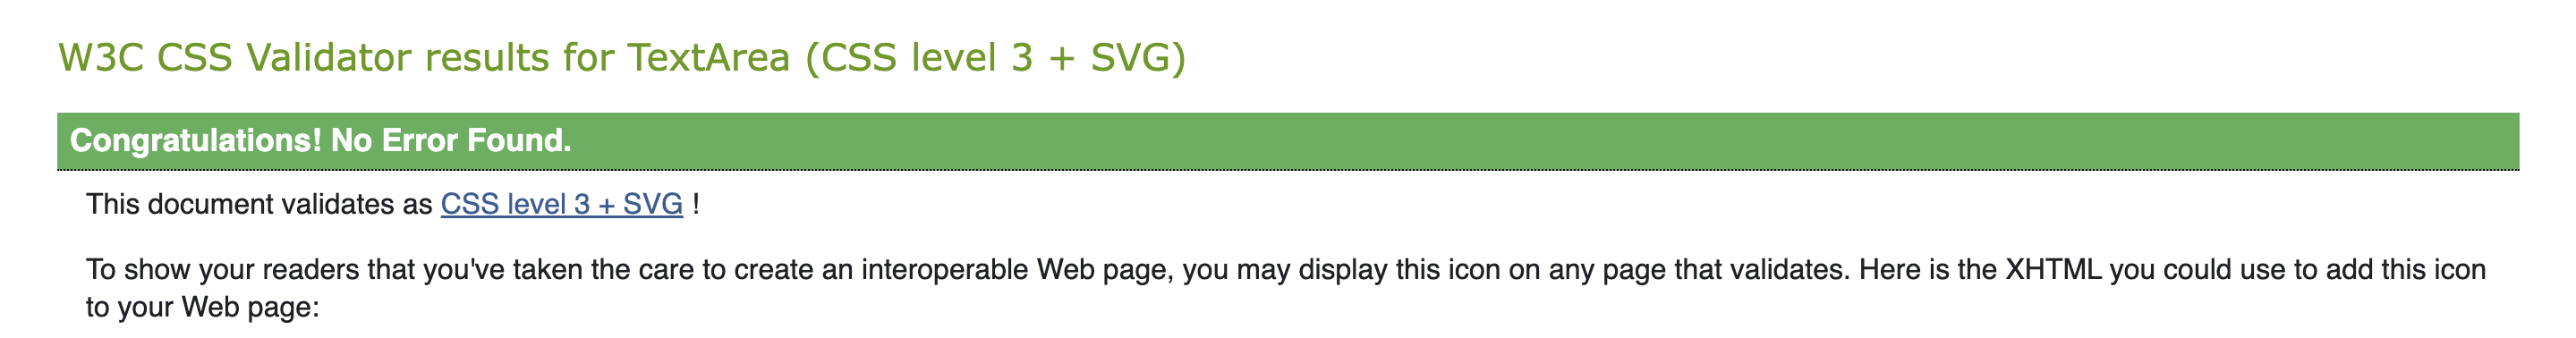 W3C CSS Validator results for TextArea (CSS level 3 + SVG)
Congratulations! No Error Found.
This document validates as CSS level 3 + SVG !
To show your readers that you've taken the care to create an interoperable Web page, you may display this icon on any page that validates. Here is the XHTML you could use to add this icon
to your Web page: